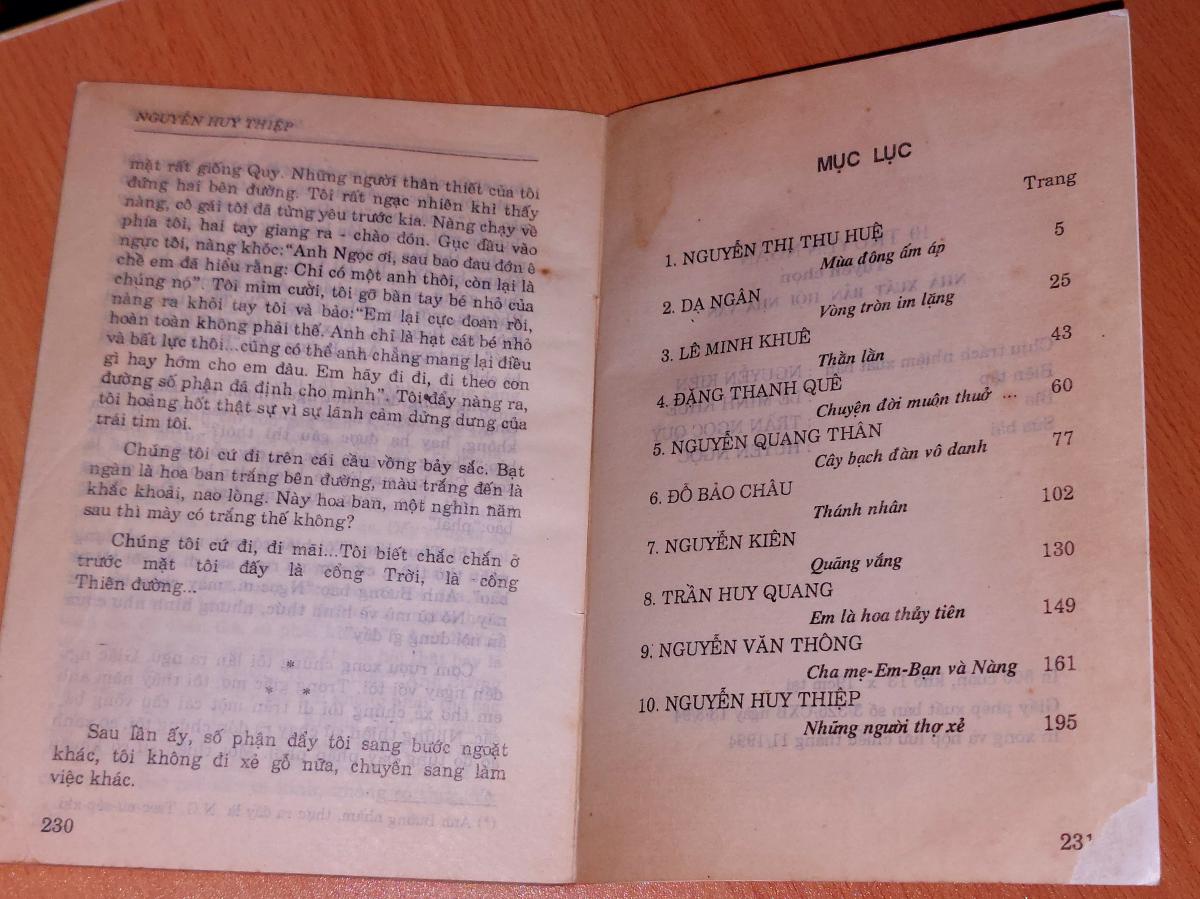 NGUYỄN HUY THIỆP
mặt rất giống Quy. Những người thân thiết của tôi
đứng hai bên đường. Tôi rất ngạc nhiên khi thấy
nàng, cô gái tôi đã từng yêu trước kia. Nàng chạy về
phía tôi, hai tay giang ra - chào đón. Gục đầu vào
ngực tôi, nàng khóc:"Anh Ngọc ơi, sau bao đau đớn ê
chề em đã hiểu rằng: Chỉ có một anh thôi, còn lại là
chúng nó". Tôi mỉm cười, tôi gỡ bàn tay bé nhỏ của
nàng ra khỏi tay tôi và bảo:"Em lại cực đoan rồi,
hoàn toàn không phải thế. Anh chỉ là hạt cát bé nhỏ
và bất lực thôi...cũng có thể anh chẳng mang lại điều
gì hay hớm cho em đâu. Em hãy đi đi, đi theo con
đường số phận đã định cho mình". Tôi đẩy nàng ra,
tôi hoảng hốt thật sự vì sự lãnh cảm dửng dưng của
trái tim tôi.
Chúng tôi cứ đi trên cái cầu vồng bảy sắc. Bạt
ngàn là hoa ban trắng bên đường, màu trắng đến là
khắc khoải, nao lòng. Này hoa ban, một nghìn năm
sau thì mày có trắng thế không?
Chúng tôi cứ đi, đi mãi...Tôi biết chắc chắn ở
trước mặt tôi đấy là cổng Trời, là cổng
Thiên đường...
*
* *
Sau lần ấy, số phận đẩy tôi sang bước ngoặt
khác, tôi không đi xẻ gỗ nữa, chuyển sang làm
việc khác.
230
MỤC LỤC
Trang
1. NGUYỄN THỊ THU HUỆ 5
Mùa đông ấm áp
2. DẠ NGÂN 25
Vòng tròn im lặng
3. LÊ MINH KHUÊ 43
Thằn lằn
4. ĐẶNG THANH QUÊ
Chuyện đời muôn thuở ... 60
5. NGUYỄN QUANG THÂN 77
Cây bạch đàn vô danh
6. ĐỖ BẢO CHÂU
Thánh nhân 102
7. NGUYỄN KIÊN
Quãng vắng 130
8. TRẦN HUY QUANG
Em là hoa thủy tiên 149
9. NGUYỄN VĂN THÔNG
Cha mẹ-Em-Bạn và Nàng 161
10. NGUYỄN HUY THIỆP
Những người thợ xẻ 195
231